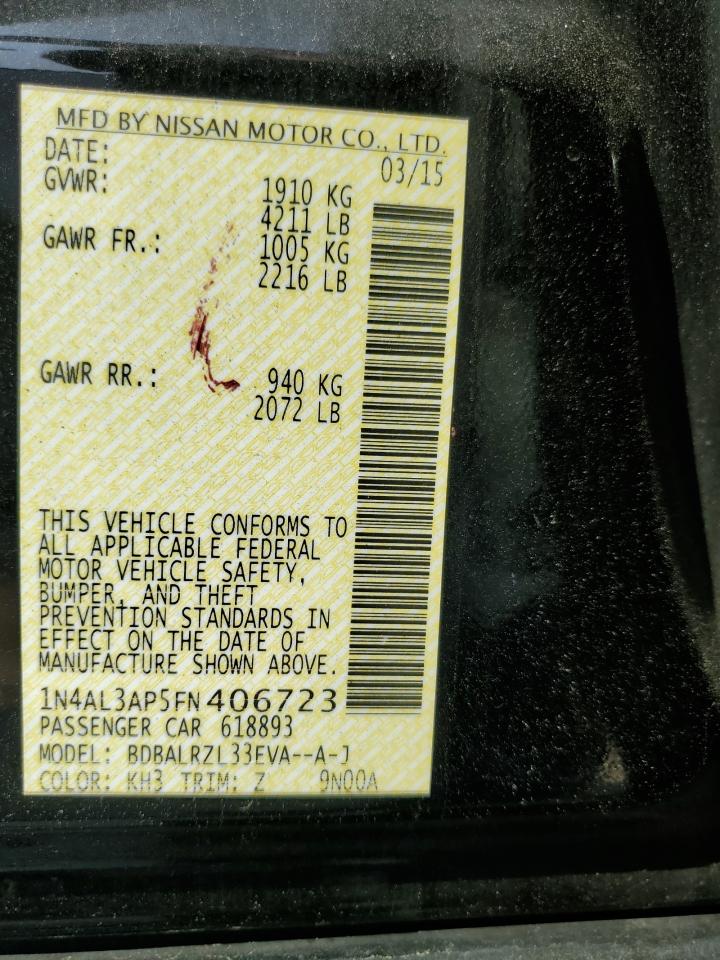 MFD BY NISSAN MOTOR CO., LTD.
DATE: 03/15
GVWR: 1910 KG
4211 LB
GAWR FR.: 1005 KG
2216 LB
GAWR RR.: 940 KG
2072 LB
THIS VEHICLE CONFORMS TO
ALL APPLICABLE FEDERAL
MOTOR VEHICLE SAFETY,
BUMPER, AND THEFT
PREVENTION STANDARDS IN
EFFECT ON THE DATE OF
MANUFACTURE SHOWN ABOVE.
1N4AL3AP5FN406723
PASSENGER CAR 618893
MODEL: BDBALRZL33EVA--A-J
COLOR: KH3 TRIM: Z 9N00A